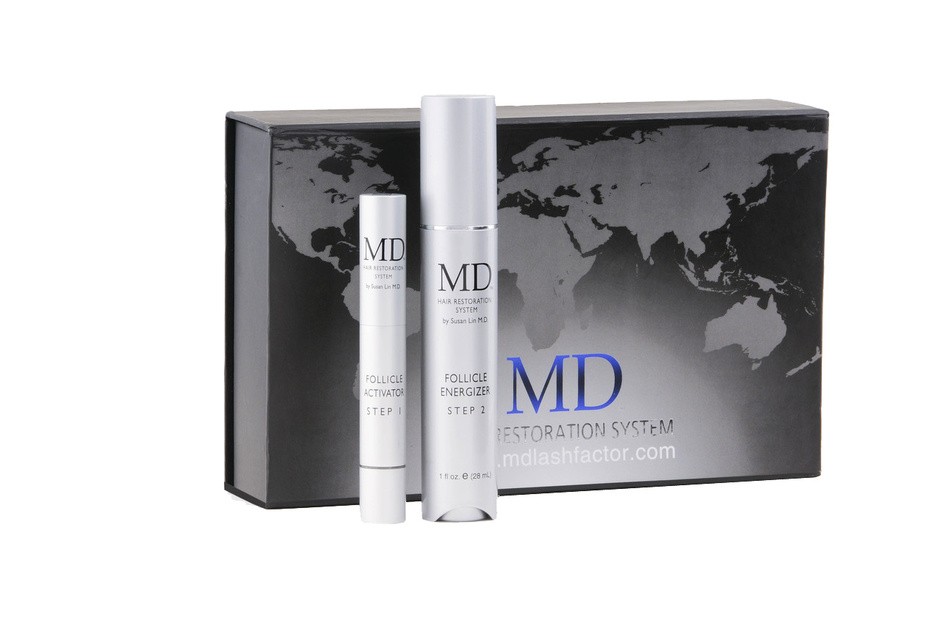 MD
HAIR RESTORATION
SYSTEM
by Susan Lin M.D.
FOLLICLE
ACTIVATOR
STEP 1
MD
HAIR RESTORATION
SYSTEM
by Susan Lin M.D.
FOLLICLE
ENERGIZER
STEP 2
1 fl oz. e (28 mL)
MD
RESTORATION SYSTEM
.mdlashfactor.com